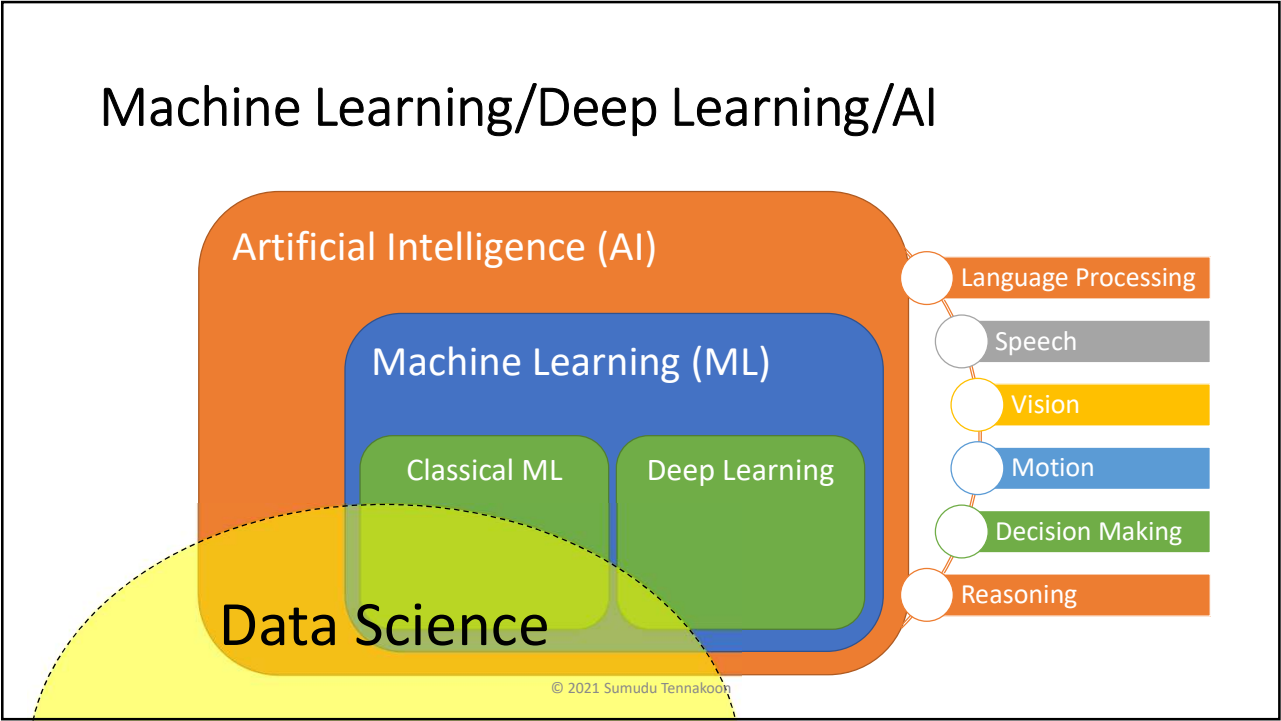 Machine Learning/Deep Learning/AI
Artificial Intelligence (AI)
Machine Learning (ML)
Classical ML
Deep Learning
Data Science
Language Processing
Speech
Vision
Motion
Decision Making
Reasoning
© 2021 Sumudu Tennakoon